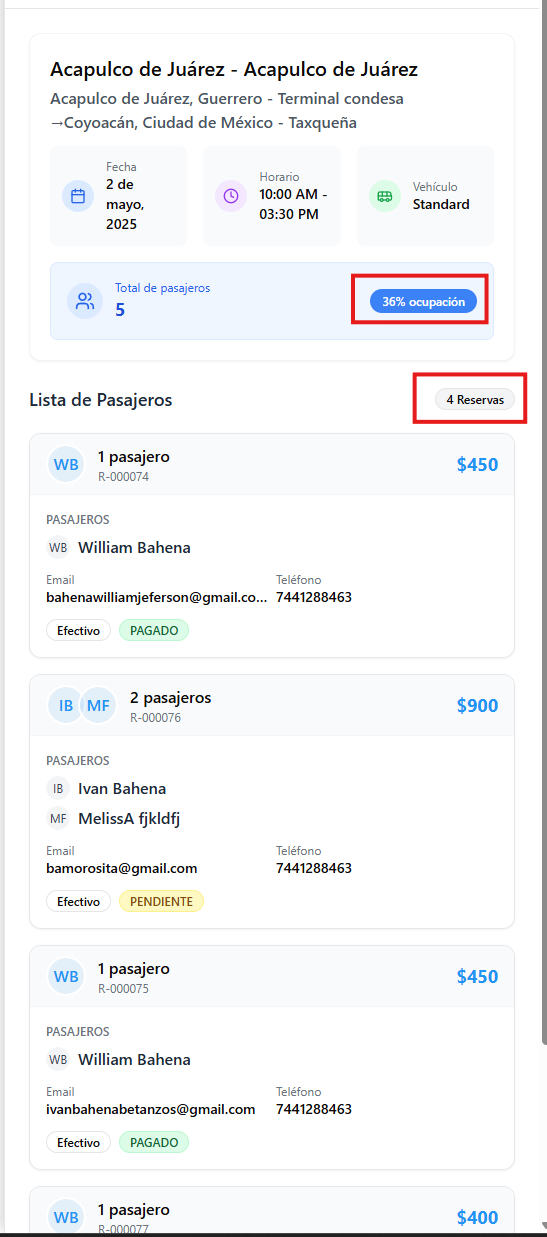 Acapulco de Juárez - Acapulco de Juárez
Acapulco de Juárez, Guerrero - Terminal condesa
→Coyoacán, Ciudad de México - Taxqueña
Fecha
2 de
mayo,
2025
Horario
10:00 AM -
03:30 PM
Vehículo
Standard
Total de pasajeros
5
36% ocupación
Lista de Pasajeros
4 Reservas
WB
1 pasajero
R-000074
$450
PASAJEROS
WB William Bahena
Email
bahenawilliamjeferson@gmail.co...
Teléfono
7441288463
Efectivo PAGADO
IB MF
2 pasajeros
R-000076
$900
PASAJEROS
IB Ivan Bahena
MF MelissA fjkldfj
Email
bamorosita@gmail.com
Teléfono
7441288463
Efectivo PENDIENTE
WB
1 pasajero
R-000075
$450
PASAJEROS
WB William Bahena
Email
ivanbahenabetanzos@gmail.com
Teléfono
7441288463
Efectivo PAGADO
WB
1 pasajero
R-000077
$400